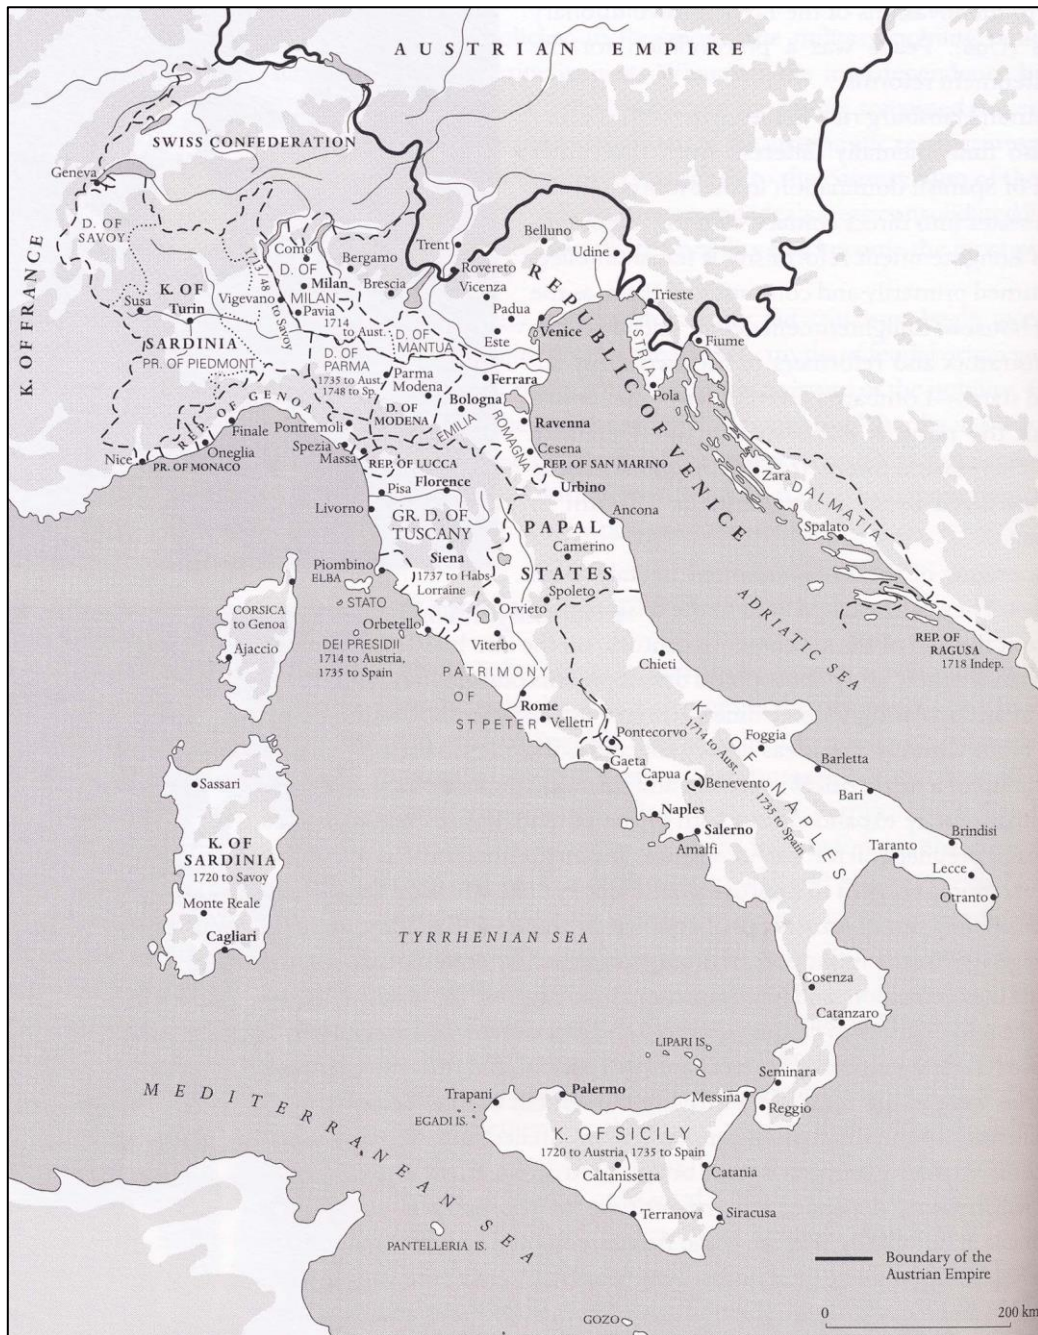 AUSTRIAN EMPIRE
SWISS CONFEDERATION
Geneva
D. OF
SAVOY
K. OF FRANCE
Trent
Belluno
Udine
Como
Bergamo
Rovereto
D. OF
Milan
MILAN
Brescia
Vicenza
Trieste
1713/48
to Savoy
Susa
K. OF
Turin
Vigevano
Pavia
1714
to Aust.
Padua
Venice
Este
D. OF
MANTUA
ISTRIA
Fiume
SARDINIA
PR. OF PIEDMONT
D. OF
PARMA
1735 to Aust.
1748 to Sp.
Parma
Modena
Ferrara
Pola
REPUBLIC OF VENICE
REP. OF GENOA
Finale
Pontremoli
D. OF
MODENA
Bologna
EMILIA
ROMAGNA
Ravenna
Nice
Oneglia
PR. OF MONACO
Spezia
Massa
REP. OF LUCCA
Cesena
REP. OF SAN MARINO
Zara
DALMATIA
Pisa
Florence
Urbino
Livorno
GR. D. OF
TUSCANY
Ancona
Spalato
PAPAL
STATES
Siena
Camerino
Piombino
ELBA
1737 to Habs.
Lorraine
Spoleto
STATO
DEI PRESIDII
1714 to Austria,
1735 to Spain
Orvieto
Orbetello
Viterbo
CORSICA
to Genoa
Ajaccio
ADRIATIC SEA
REP. OF
RAGUSA
1718 Indep.
Chieti
PATRIMONY
OF
ST PETER
Rome
Velletri
Pontecorvo
Gaeta
K. OF NAPLES
1714 to Aust.
1735 to Spain
Foggia
Barletta
Capua
Benevento
Bari
Sassari
Naples
Salerno
Amalfi
Brindisi
Taranto
Lecce
Otranto
K. OF
SARDINIA
1720 to Savoy
Monte Reale
Cagliari
TYRRHENIAN SEA
Cosenza
Catanzaro
LIPARI IS.
Seminara
MEDITERRANEAN SEA
Trapani
Palermo
Messina
Reggio
EGADI IS.
K. OF SICILY
1720 to Austria, 1735 to Spain
Caltanissetta
Catania
Terranova
Siracusa
PANTELLERIA IS.
Boundary of the
Austrian Empire
GOZO
0 200 km